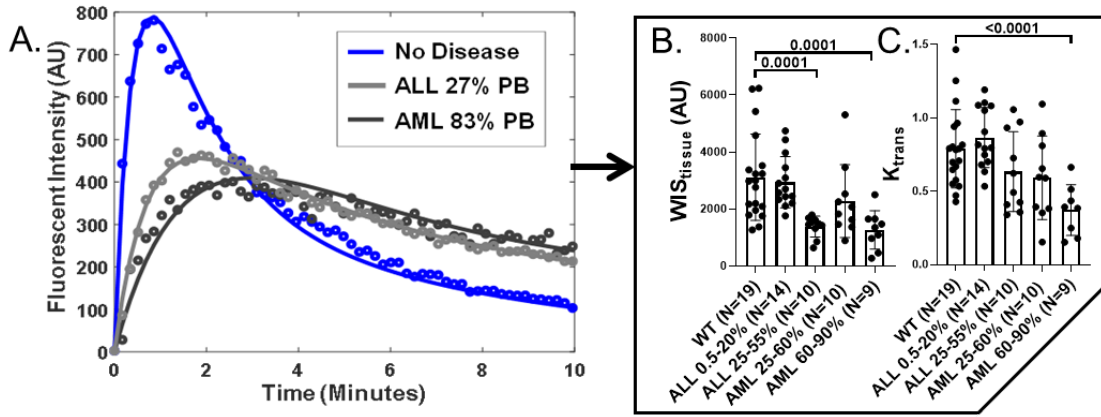 A.
Fluorescent Intensity (AU)
800
700
600
500
400
300
200
100
0
0
2
4
6
8
10
Time (Minutes)
No Disease
ALL 27% PB
AML 83% PB
B.
WIStissue (AU)
8000
6000
4000
2000
0
0.0001
0.0001
WT (N=19)
ALL 0.5-20% (N=14)
ALL 25-55% (N=10)
AML 25-60% (N=10)
AML 60-90% (N=9)
C.
Ktrans
1.5
1.0
0.5
0.0
<0.0001
WT (N=19)
ALL 0.5-20% (N=14)
ALL 25-55% (N=10)
AML 25-60% (N=10)
AML 60-90% (N=9)